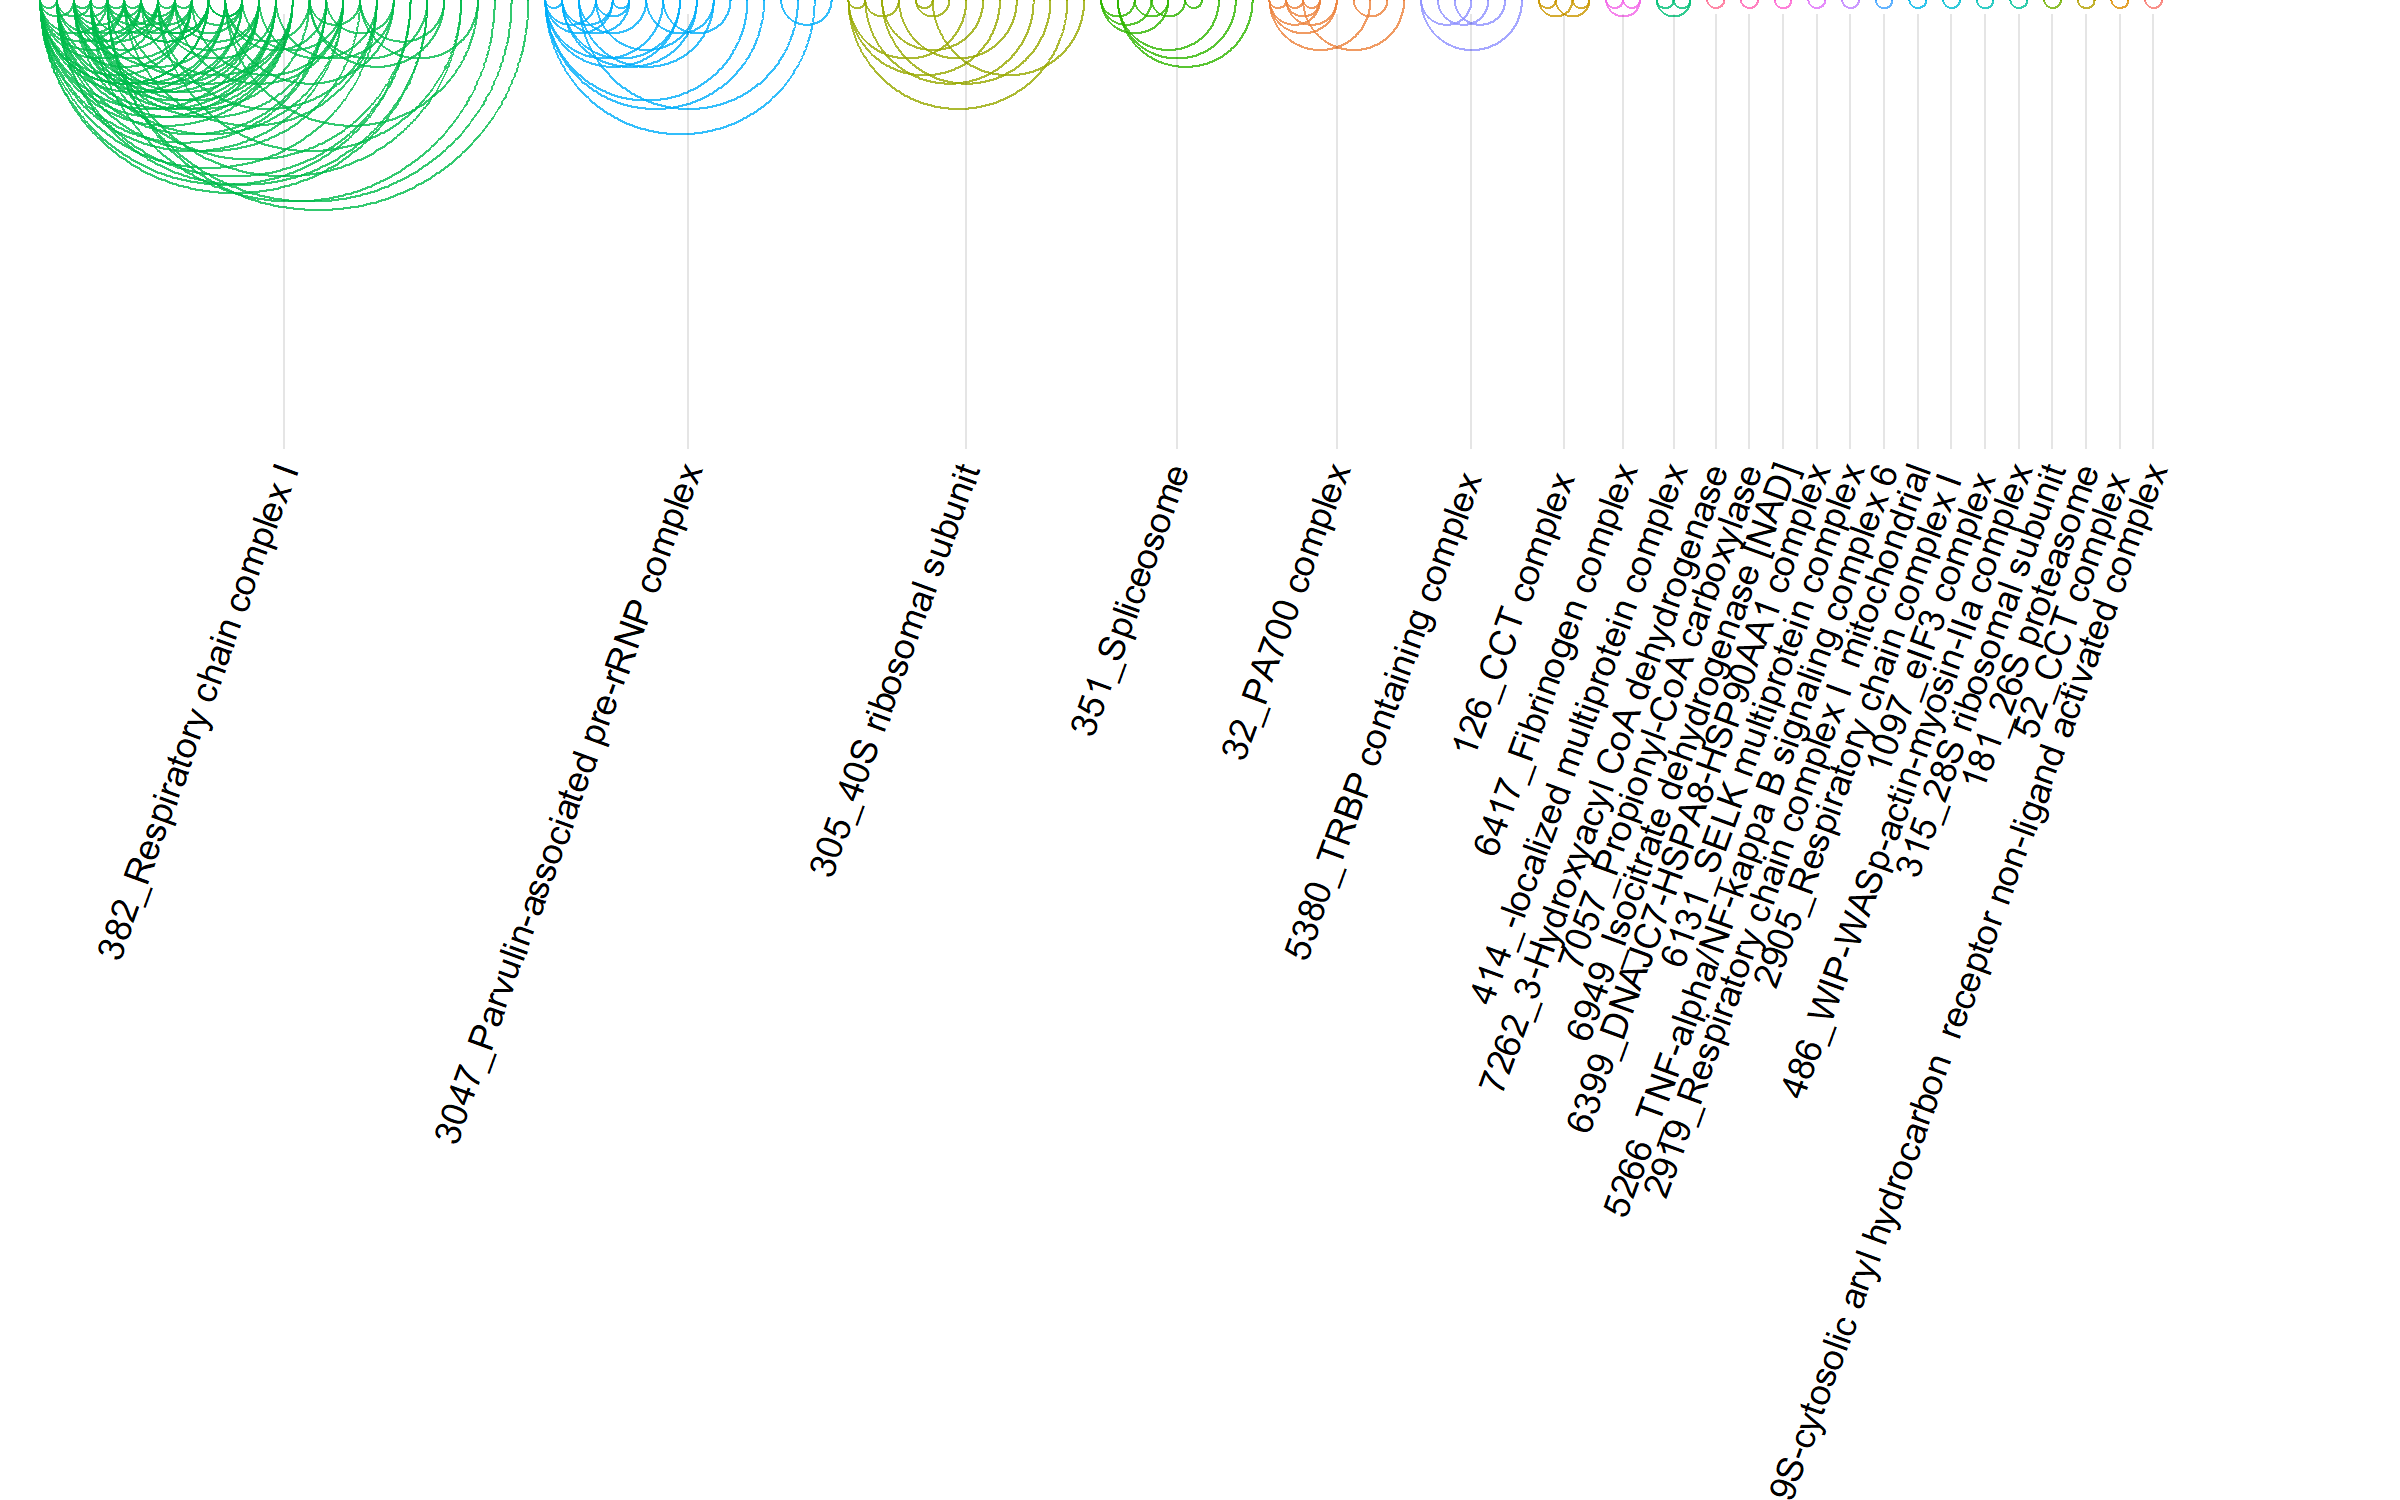 382_Respiratory chain complex I
3047_Parvulin-associated pre-rRNP complex
305_40S ribosomal subunit
351_Spliceosome
32_PA700 complex
5380_TRBP containing complex
126_CCT complex
6417_Fibrinogen complex
414_-localized multiprotein complex
7262_3-Hydroxyacyl CoA dehydrogenase
7057_Propionyl-CoA carboxylase
6949_Isocitrate dehydrogenase [NAD]
6399_DNAJC7-HSPA8-HSP90AA1 complex
6131_SELK multiprotein complex
5266_TNF-alpha/NF-kappa B signaling complex 6
2919_Respiratory chain complex I  mitochondrial
2905_Respiratory chain complex I
1097_eIF3 complex
486_WIP-WASp-actin-myosin-IIa complex
315_28S ribosomal subunit
181_26S proteasome
52_CCT complex
9S-cytosolic aryl hydrocarbon  receptor non-ligand activated complex